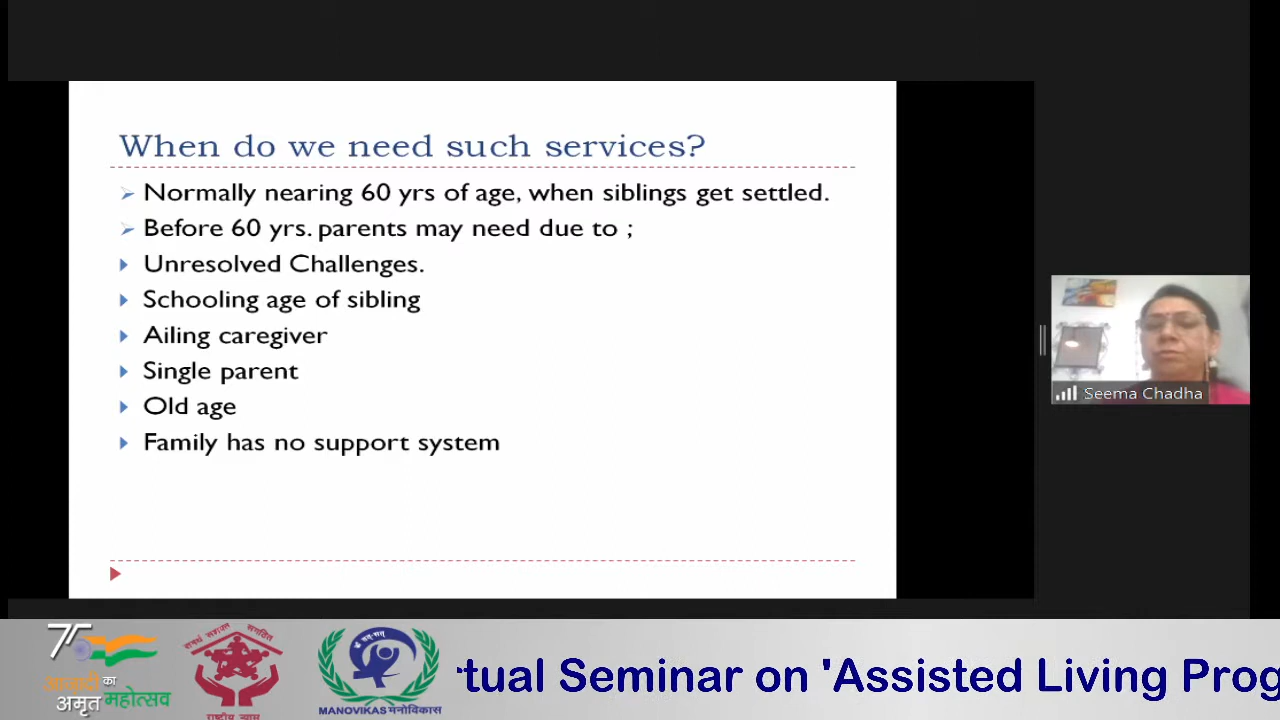 When do we need such services?
Normally nearing 60 yrs of age, when siblings get settled.
Before 60 yrs. parents may need due to ;
Unresolved Challenges.
Schooling age of sibling
Ailing caregiver
Single parent
Old age
Family has no support system
Seema Chadha
75
आज़ादी का
अमृत महोत्सव
राष्ट्रीय न्यास
MANOVIKAS मनोविकास
tual Seminar on 'Assisted Living Prog